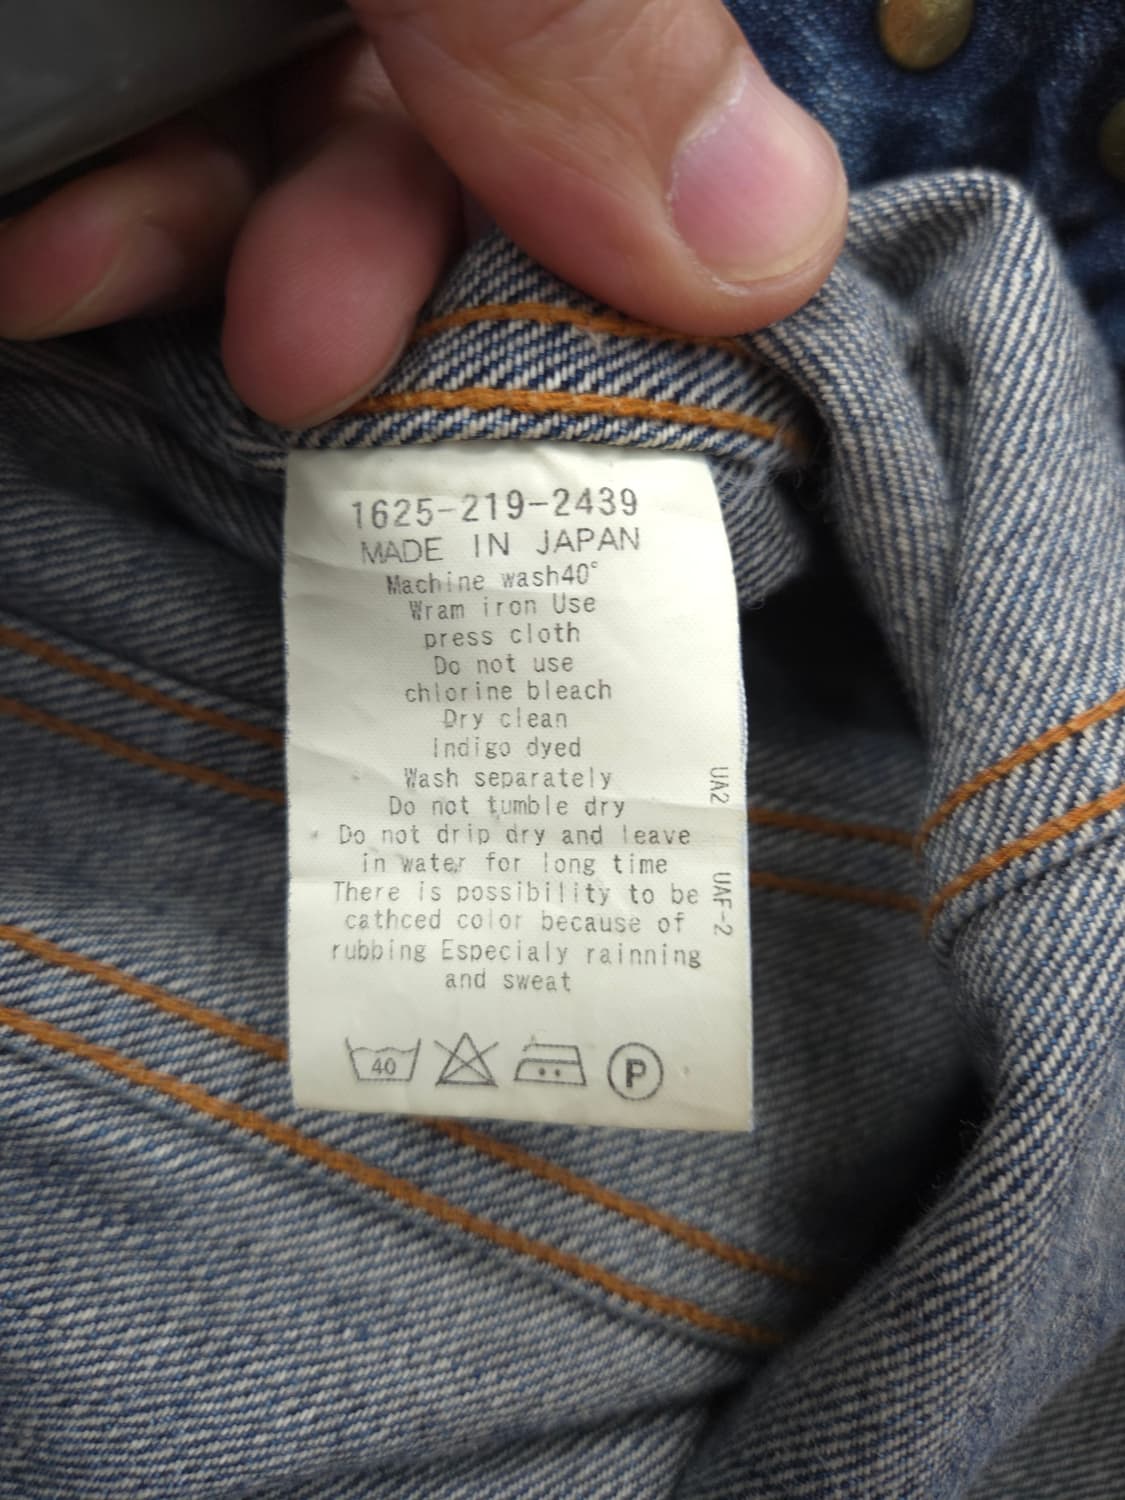 1625-219-2439
MADE IN JAPAN
Machine wash40°
Wram iron Use
press cloth
Do not use
chlorine bleach
Dry clean
Indigo dyed
Wash separately
Do not tumble dry
Do not drip dry and leave
in water for long time
There is possibility to be
cathced color because of
rubbing Especialy rainning
and sweat
UA2
UAF-2
40
P